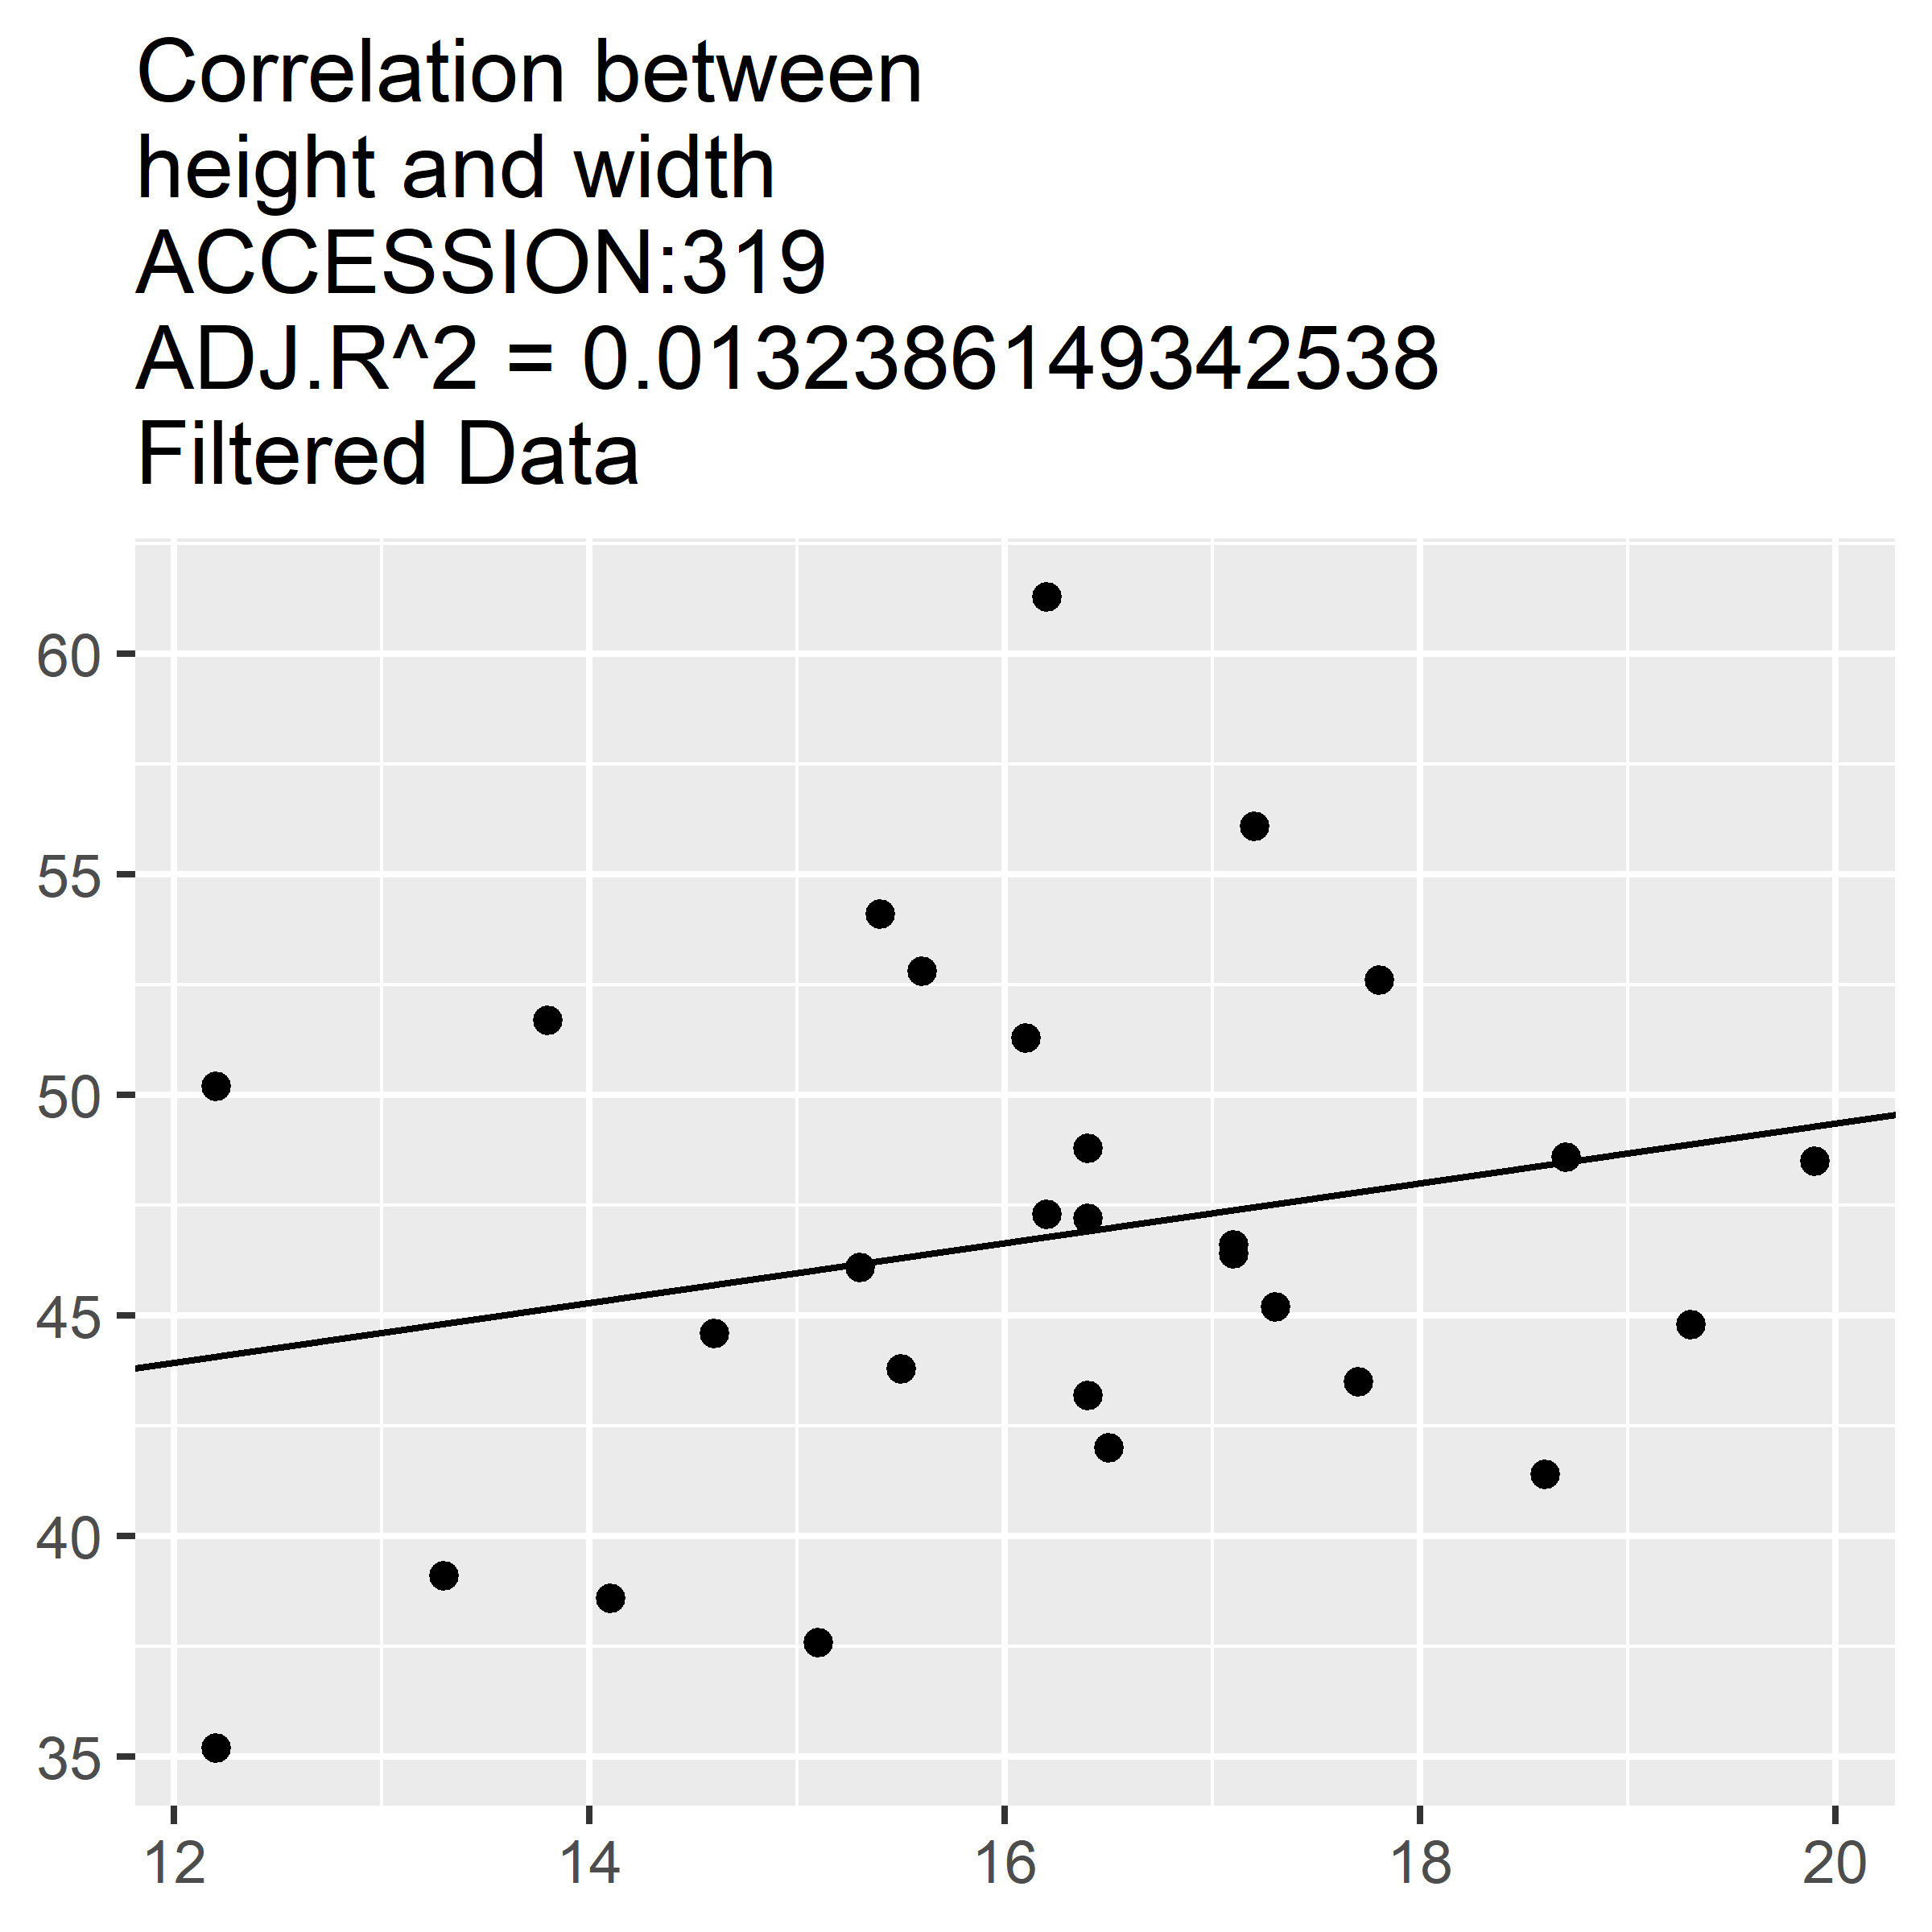 Correlation between
height and width
ACCESSION:319
ADJ.R^2 = 0.0132386149342538
Filtered Data
60
55
50
45
40
35
12 14 16 18 20